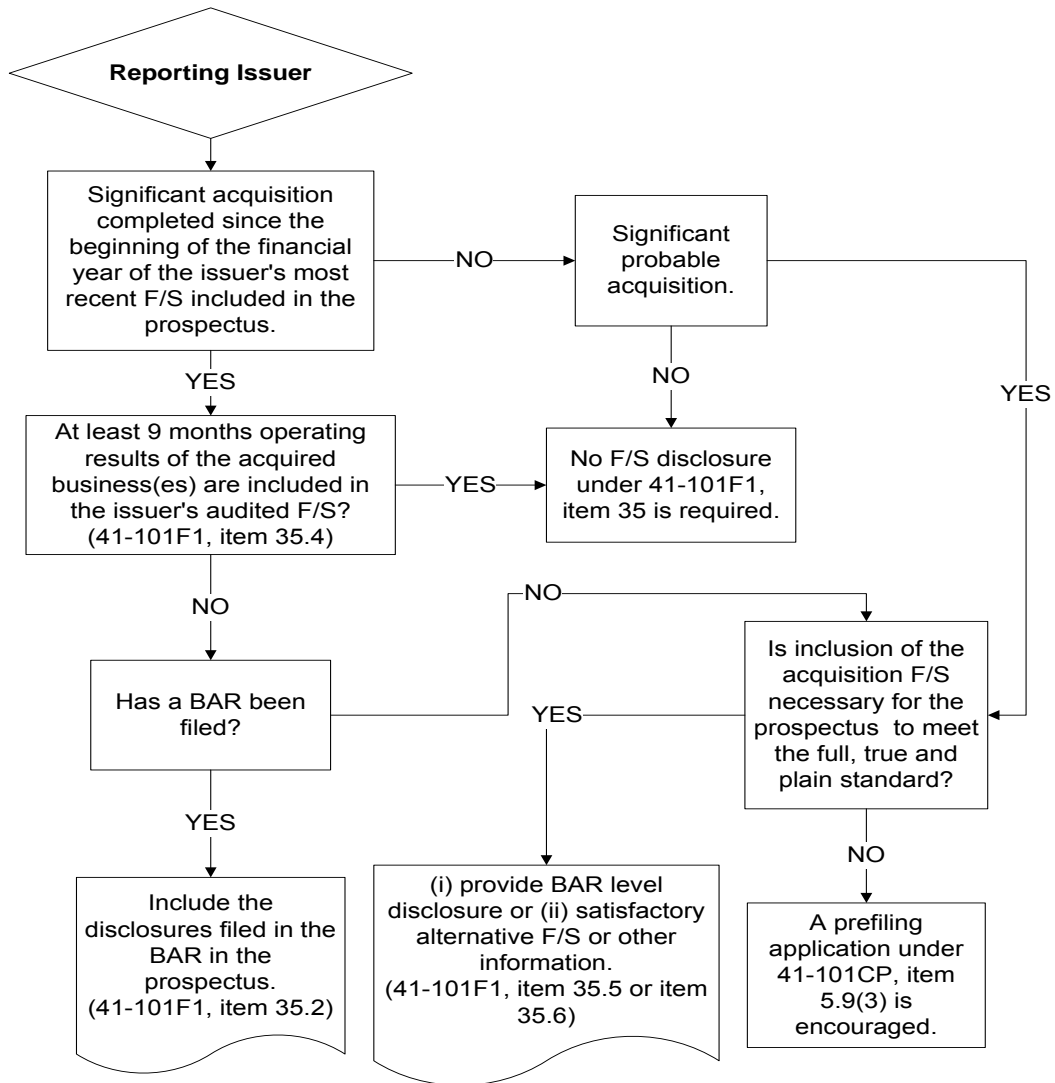 Reporting Issuer
Significant acquisition
completed since the
beginning of the financial
year of the issuer's most
recent F/S included in the
prospectus.
NO
Significant
probable
acquisition.
YES
NO
YES
At least 9 months operating
results of the acquired
business(es) are included in
the issuer's audited F/S?
(41-101F1, item 35.4)
YES
No F/S disclosure
under 41-101F1,
item 35 is required.
NO
NO
Has a BAR been
filed?
Is inclusion of the
acquisition F/S
necessary for the
prospectus to meet
the full, true and
plain standard?
YES
YES
NO
Include the
disclosures filed in the
BAR in the
prospectus.
(41-101F1, item 35.2)
(i) provide BAR level
disclosure or (ii) satisfactory
alternative F/S or other
information.
(41-101F1, item 35.5 or item
35.6)
A prefiling
application under
41-101CP, item
5.9(3) is
encouraged.